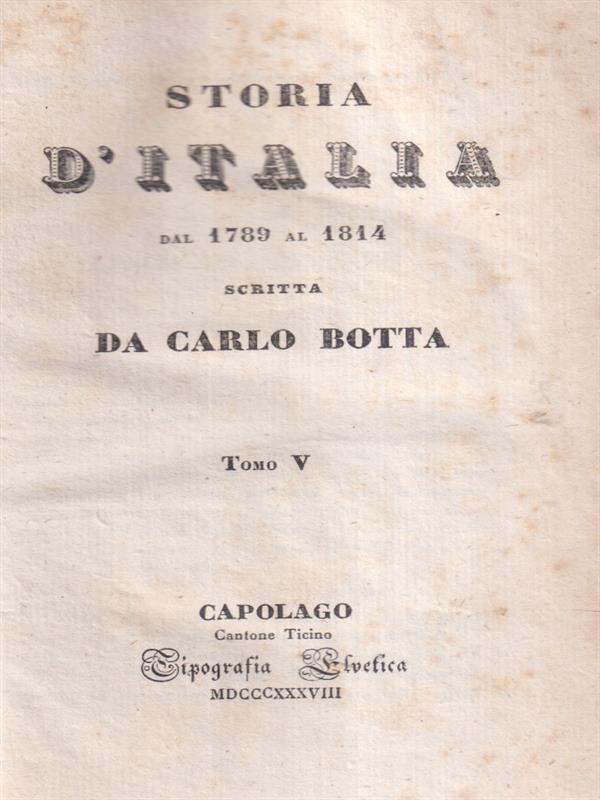 STORIA
D'ITALIA
DAL 1789 AL 1814
SCRITTA
DA CARLO BOTTA
TOMO V
CAPOLAGO
Cantone Ticino
Tipografia Elvetica
MDCCCXXXVIII